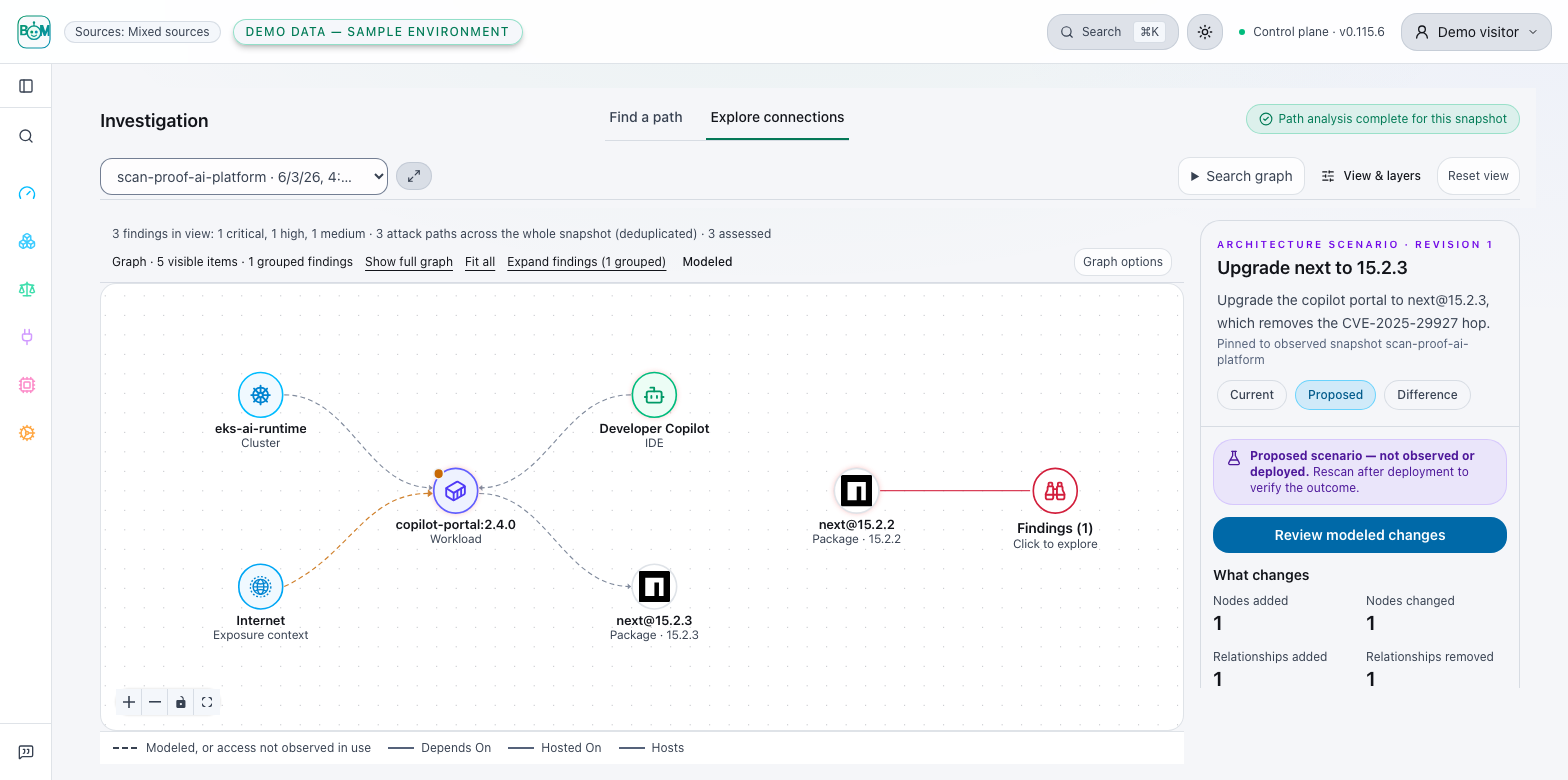 BOM
Sources: Mixed sources
DEMO DATA — SAMPLE ENVIRONMENT
Search ⌘K
Control plane · v0.115.6
Demo visitor
Investigation
Find a path
Explore connections
Path analysis complete for this snapshot
scan-proof-ai-platform · 6/3/26, 4:...
Search graph
View & layers
Reset view
3 findings in view: 1 critical, 1 high, 1 medium · 3 attack paths across the whole snapshot (deduplicated) · 3 assessed
Graph · 5 visible items · 1 grouped findings Show full graph Fit all Expand findings (1 grouped) Modeled
Graph options
eks-ai-runtime
Cluster
Developer Copilot
IDE
copilot-portal:2.4.0
Workload
next@15.2.2
Package · 15.2.2
Findings (1)
Click to explore
Internet
Exposure context
next@15.2.3
Package · 15.2.3
Modeled, or access not observed in use
Depends On
Hosted On
Hosts
ARCHITECTURE SCENARIO · REVISION 1
Upgrade next to 15.2.3
Upgrade the copilot portal to next@15.2.3,
which removes the CVE-2025-29927 hop.
Pinned to observed snapshot scan-proof-ai-
platform
Current
Proposed
Difference
Proposed scenario — not observed or
deployed. Rescan after deployment to
verify the outcome.
Review modeled changes
What changes
Nodes added
1
Nodes changed
1
Relationships added
1
Relationships removed
1